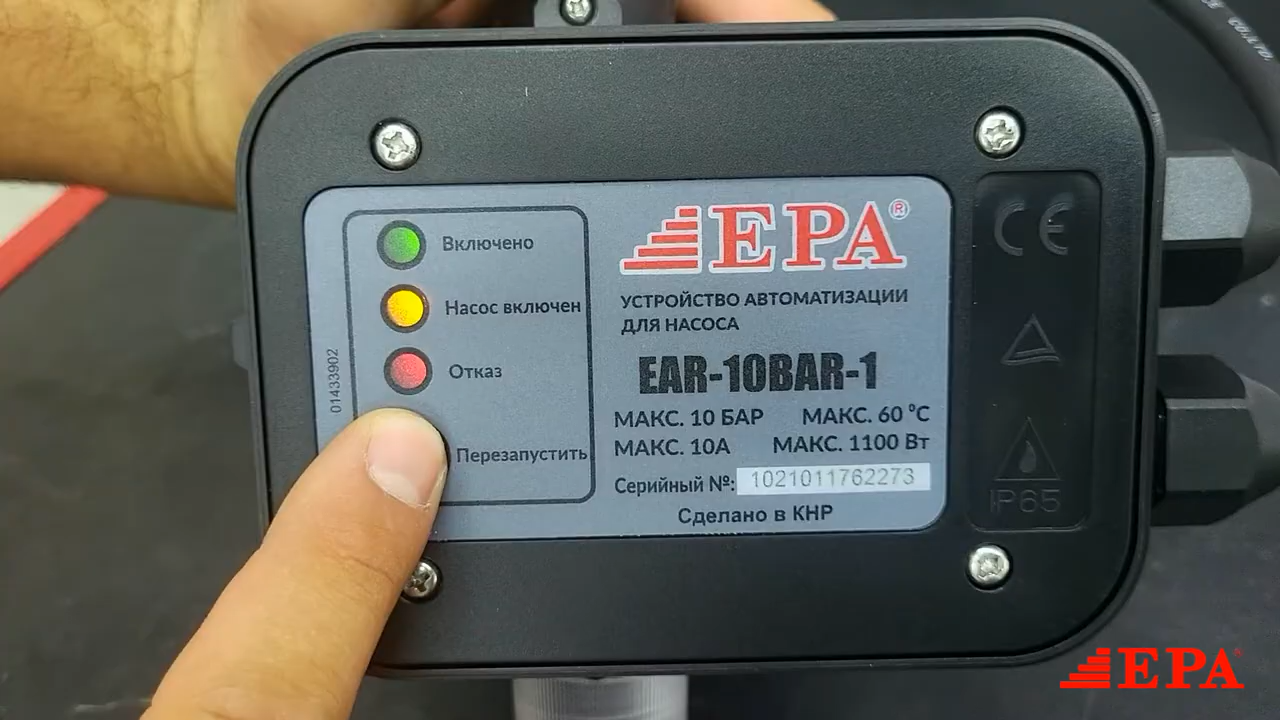 Включено
Насос включен
Отказ
Перезапустить
01433902
EPA®
УСТРОЙСТВО АВТОМАТИЗАЦИИ
ДЛЯ НАСОСА
EAR-10BAR-1
МАКС. 10 БАР МАКС. 60 °C
МАКС. 10А МАКС. 1100 Вт
Серийный №: 1021011762273
Сделано в КНР
CE
IP65
EPA